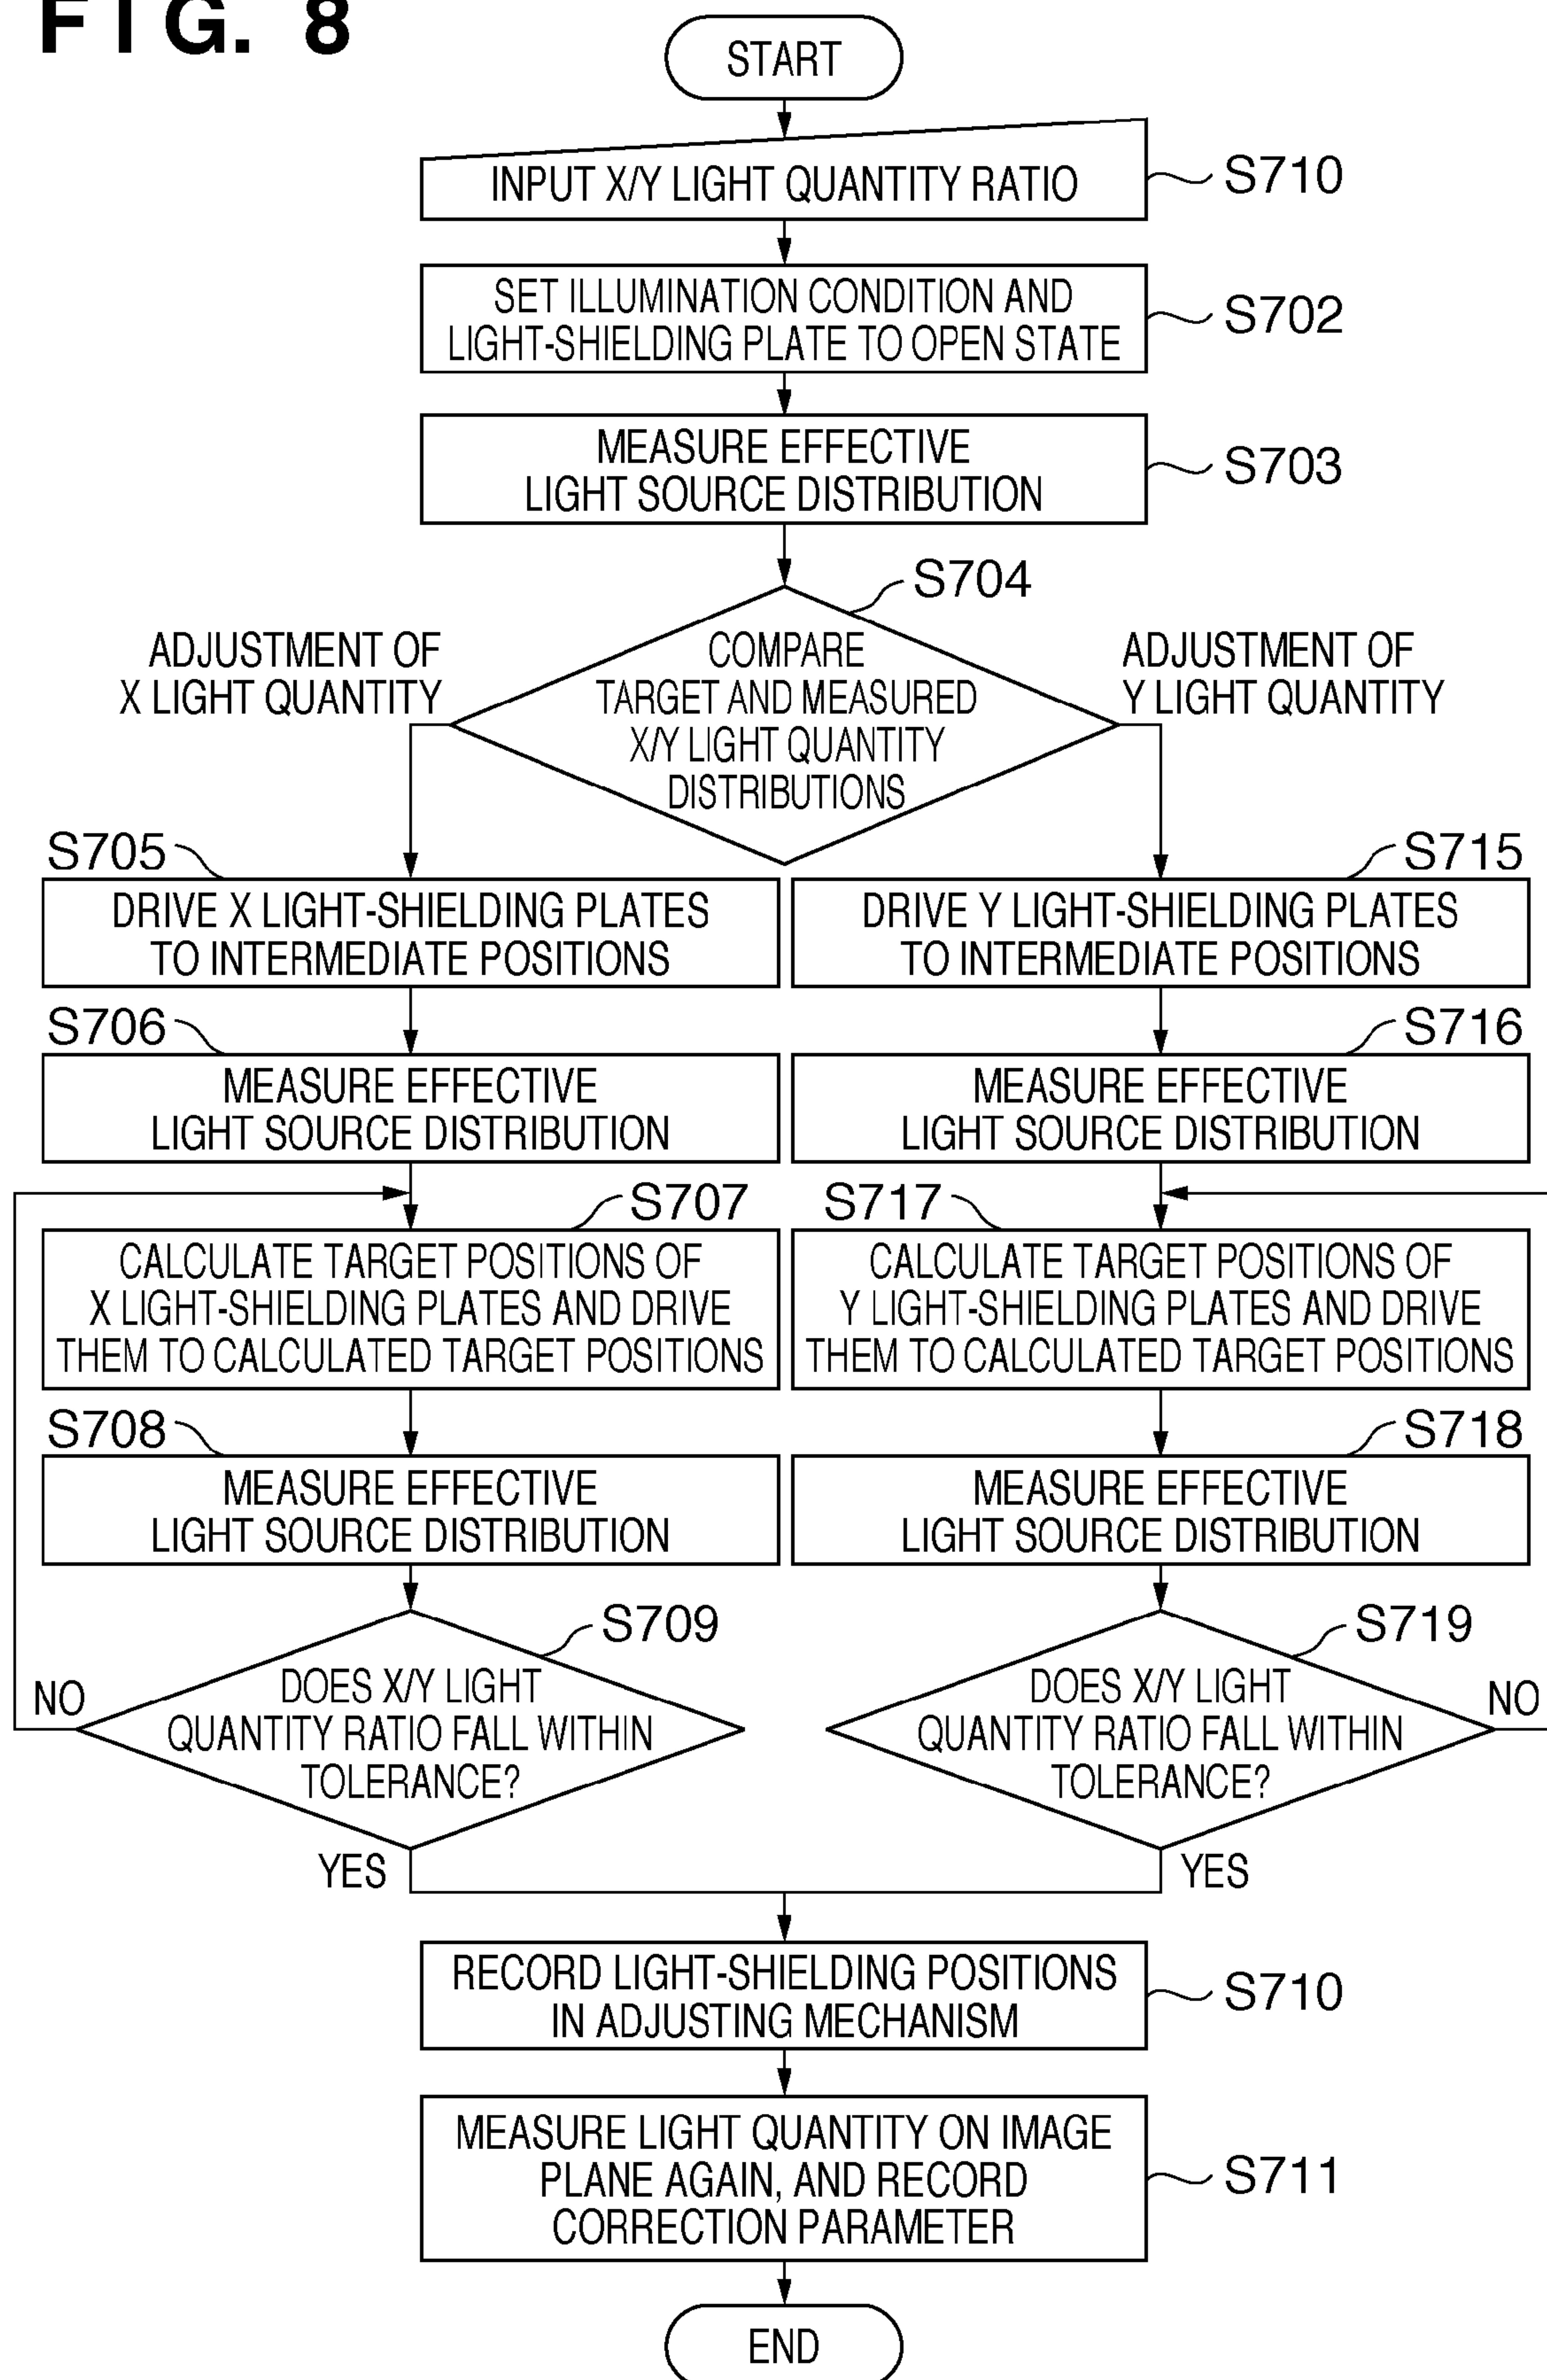 FIG. 8
START
INPUT X/Y LIGHT QUANTITY RATIO
S710
SET ILLUMINATION CONDITION AND
LIGHT-SHIELDING PLATE TO OPEN STATE
S702
MEASURE EFFECTIVE
LIGHT SOURCE DISTRIBUTION
S703
S704
COMPARE
TARGET AND MEASURED
X/Y LIGHT QUANTITY
DISTRIBUTIONS
ADJUSTMENT OF
X LIGHT QUANTITY
ADJUSTMENT OF
Y LIGHT QUANTITY
S705
DRIVE X LIGHT-SHIELDING PLATES
TO INTERMEDIATE POSITIONS
S715
DRIVE Y LIGHT-SHIELDING PLATES
TO INTERMEDIATE POSITIONS
S706
MEASURE EFFECTIVE
LIGHT SOURCE DISTRIBUTION
S716
MEASURE EFFECTIVE
LIGHT SOURCE DISTRIBUTION
S707
CALCULATE TARGET POSITIONS OF
X LIGHT-SHIELDING PLATES AND DRIVE
THEM TO CALCULATED TARGET POSITIONS
S717
CALCULATE TARGET POSITIONS OF
Y LIGHT-SHIELDING PLATES AND DRIVE
THEM TO CALCULATED TARGET POSITIONS
S708
MEASURE EFFECTIVE
LIGHT SOURCE DISTRIBUTION
S718
MEASURE EFFECTIVE
LIGHT SOURCE DISTRIBUTION
S709
DOES X/Y LIGHT
QUANTITY RATIO FALL WITHIN
TOLERANCE?
NO
YES
S719
DOES X/Y LIGHT
QUANTITY RATIO FALL WITHIN
TOLERANCE?
NO
YES
RECORD LIGHT-SHIELDING POSITIONS
IN ADJUSTING MECHANISM
S710
MEASURE LIGHT QUANTITY ON IMAGE
PLANE AGAIN, AND RECORD
CORRECTION PARAMETER
S711
END